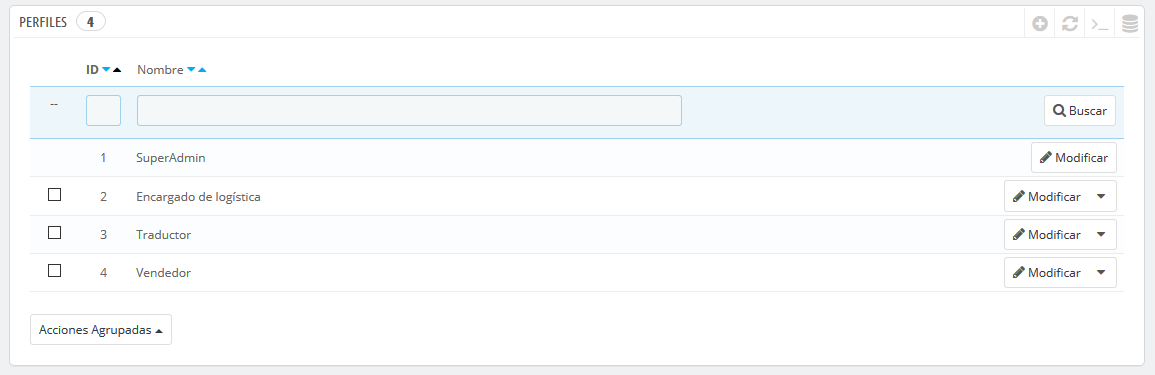 PERFILES 4
ID Nombre
-- Buscar
1 SuperAdmin Modificar
2 Encargado de logística Modificar
3 Traductor Modificar
4 Vendedor Modificar
Acciones Agrupadas